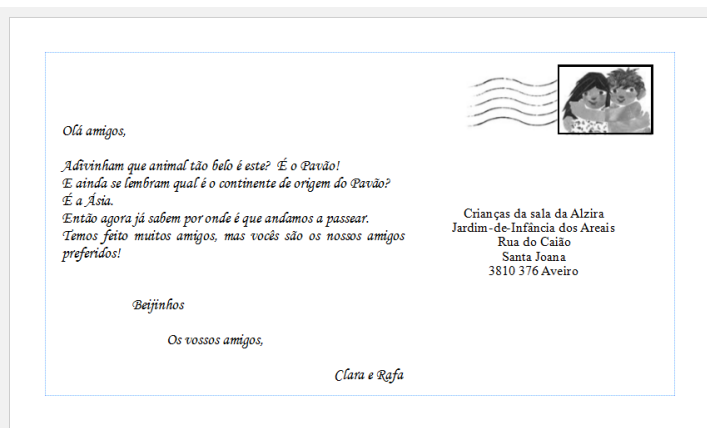 Olá amigos,
Adivinham que animal tão belo é este? É o Pavão!
E ainda se lembram qual é o continente de origem do Pavão?
É a Ásia.
Então agora já sabem por onde é que andamos a passear.
Temos feito muitos amigos, mas vocês são os nossos amigos
preferidos!
Beijinhos
Os vossos amigos,
Clara e Rafa
Crianças da sala da Alzira
Jardim-de-Infância dos Areais
Rua do Caião
Santa Joana
3810 376 Aveiro